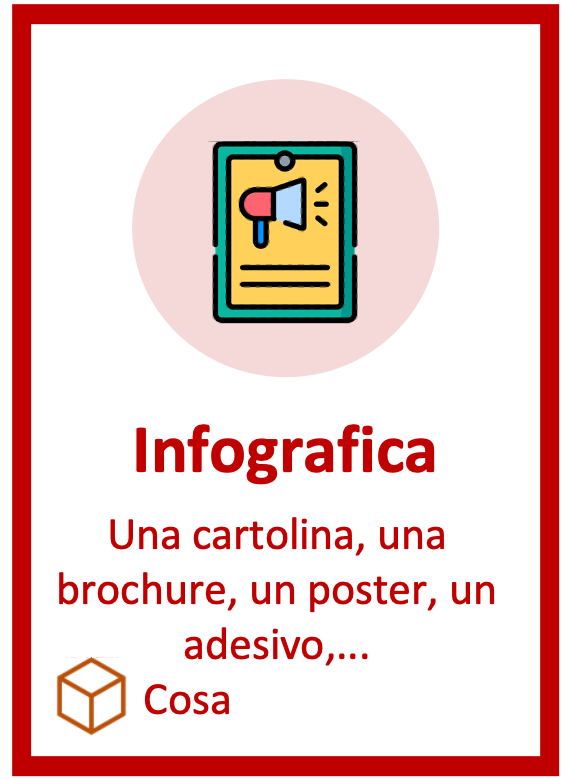 Infografica
Una cartolina, una
brochure, un poster, un
adesivo,...
Cosa